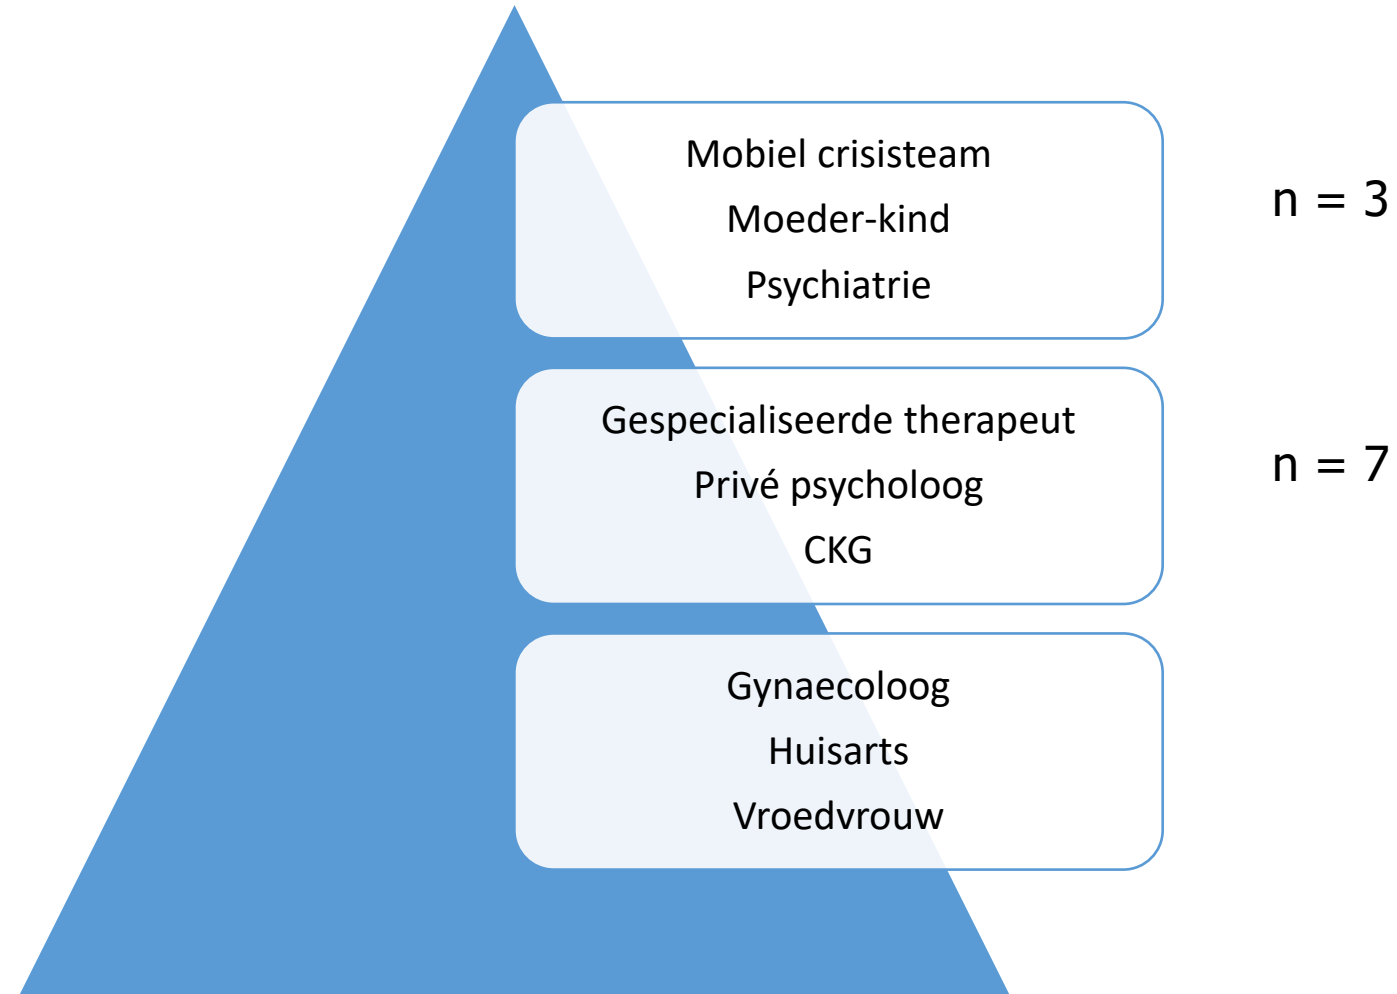 Mobiel crisisteam
Moeder-kind
Psychiatrie
n = 3
Gespecialiseerde therapeut
Privé psycholoog
CKG
n = 7
Gynaecoloog
Huisarts
Vroedvrouw